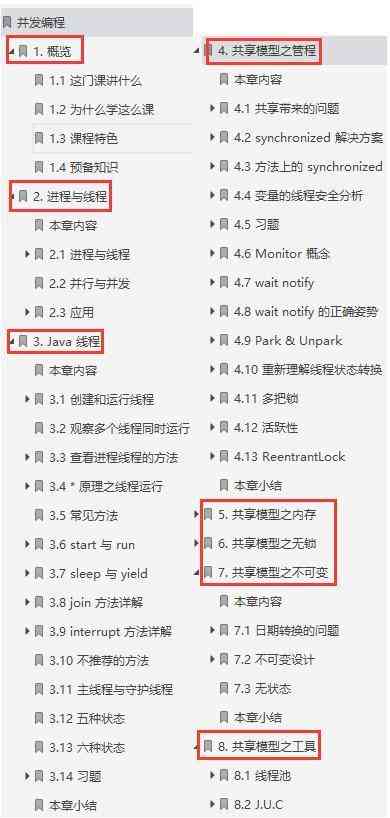 并发编程
1. 概览
1.1 这门课讲什么
1.2 为什么学这么课
1.3 课程特色
1.4 预备知识
2. 进程与线程
本章内容
2.1 进程与线程
2.2 并行与并发
2.3 应用
3. Java 线程
本章内容
3.1 创建和运行线程
3.2 观察多个线程同时运行
3.3 查看进程线程的方法
3.4 * 原理之线程运行
3.5 常见方法
3.6 start 与 run
3.7 sleep 与 yield
3.8 join 方法详解
3.9 interrupt 方法详解
3.10 不推荐的方法
3.11 主线程与守护线程
3.12 五种状态
3.13 六种状态
3.14 习题
本章小结
4. 共享模型之管程
本章内容
4.1 共享带来的问题
4.2 synchronized 解决方案
4.3 方法上的 synchronized
4.4 变量的线程安全分析
4.5 习题
4.6 Monitor 概念
4.7 wait notify
4.8 wait notify 的正确姿势
4.9 Park & Unpark
4.10 重新理解线程状态转换
4.11 多把锁
4.12 活跃性
4.13 ReentrantLock
本章小结
5. 共享模型之内存
6. 共享模型之无锁
7. 共享模型之不可变
本章内容
7.1 日期转换的问题
7.2 不可变设计
7.3 无状态
本章小结
8. 共享模型之工具
8.1 线程池
8.2 J.U.C